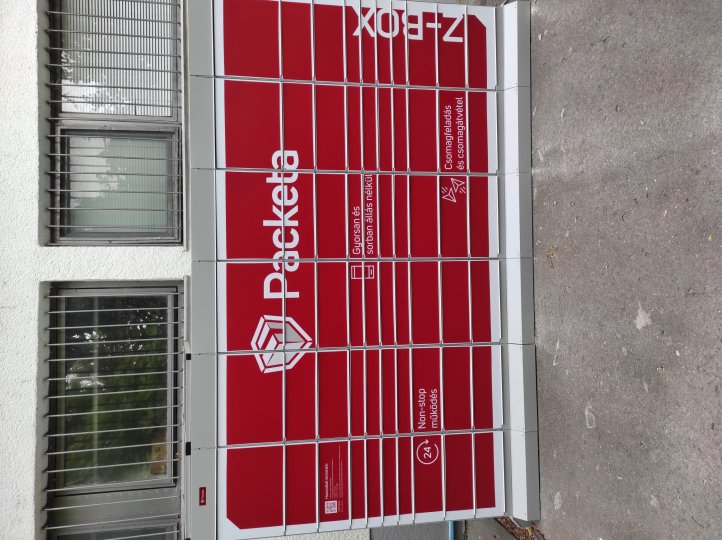 Packeta
Z-BOX
Gyorsan és
sorban állás nélkül
Csomagfeladás
és csomagátvétel
24
Non-stop
működés